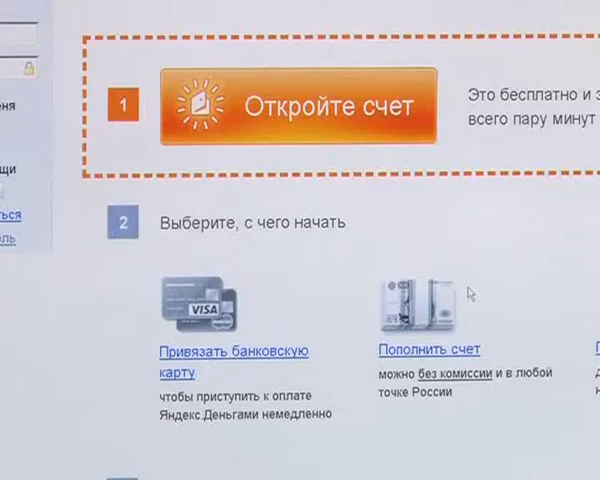 1
Откройте счет
Это бесплатно и
всего пару минут
2
Выберите, с чего начать
VISA
Привязать банковскую
карту
чтобы приступить к оплате
Яндекс.Деньгами немедленно
Пополнить счет
можно без комиссии и в любой
точке России